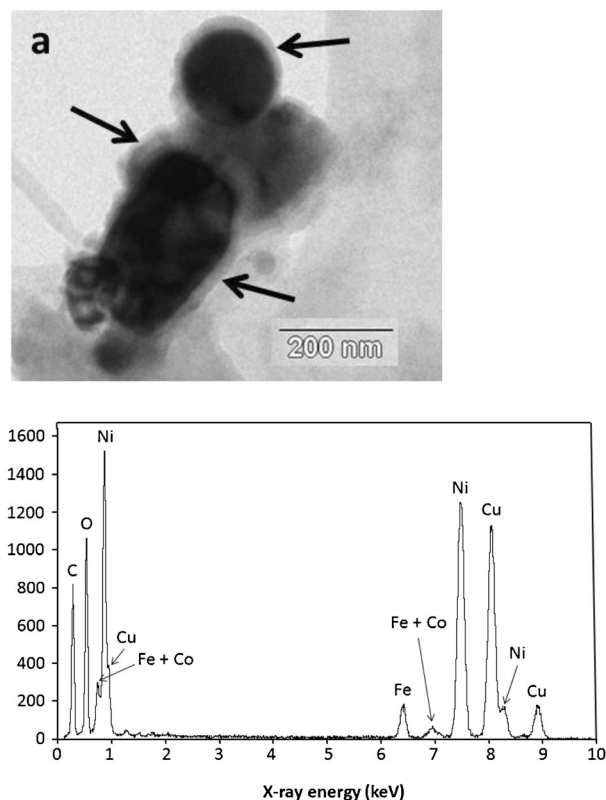 a
200 nm
1600
1400
1200
1000
800
600
400
200
0
Ni
O
C
Cu
Fe + Co
Fe + Co
Fe
Ni
Cu
Ni
Cu
0 1 2 3 4 5 6 7 8 9 10
X-ray energy (keV)